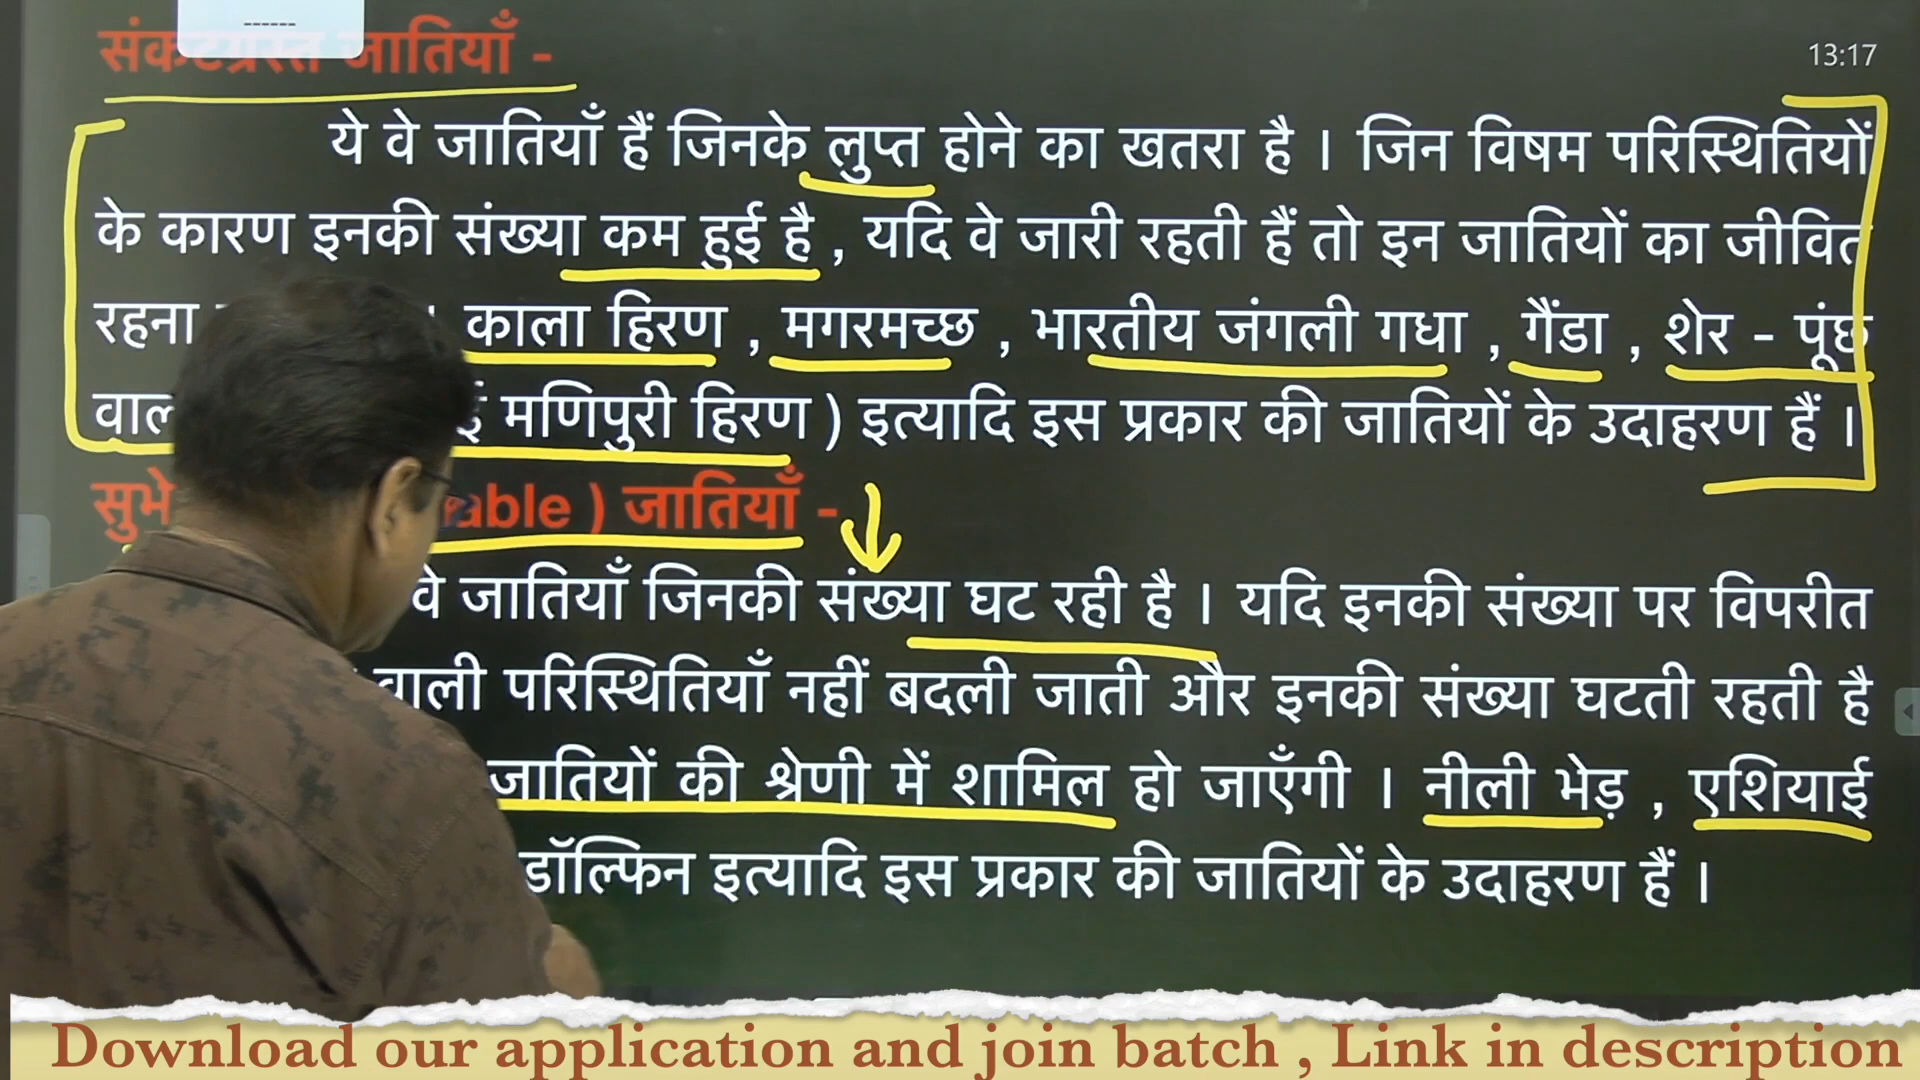 ------
संकटग्रस्त जातियाँ -
13:17
ये वे जातियाँ हैं जिनके लुप्त होने का खतरा है । जिन विषम परिस्थितियों
के कारण इनकी संख्या कम हुई है , यदि वे जारी रहती हैं तो इन जातियों का जीवित
रहना । काला हिरण , मगरमच्छ , भारतीय जंगली गधा , गैंडा , शेर - पूंछ
मणिपुरी हिरण ) इत्यादि इस प्रकार की जातियों के उदाहरण हैं ।
) जातियाँ -
वे जातियाँ जिनकी संख्या घट रही है । यदि इनकी संख्या पर विपरीत
वाली परिस्थितियाँ नहीं बदली जाती और इनकी संख्या घटती रहती है
जातियों की श्रेणी में शामिल हो जाएँगी । नीली भेड़ , एशियाई
डॉल्फिन इत्यादि इस प्रकार की जातियों के उदाहरण हैं ।
Download our application and join batch , Link in description